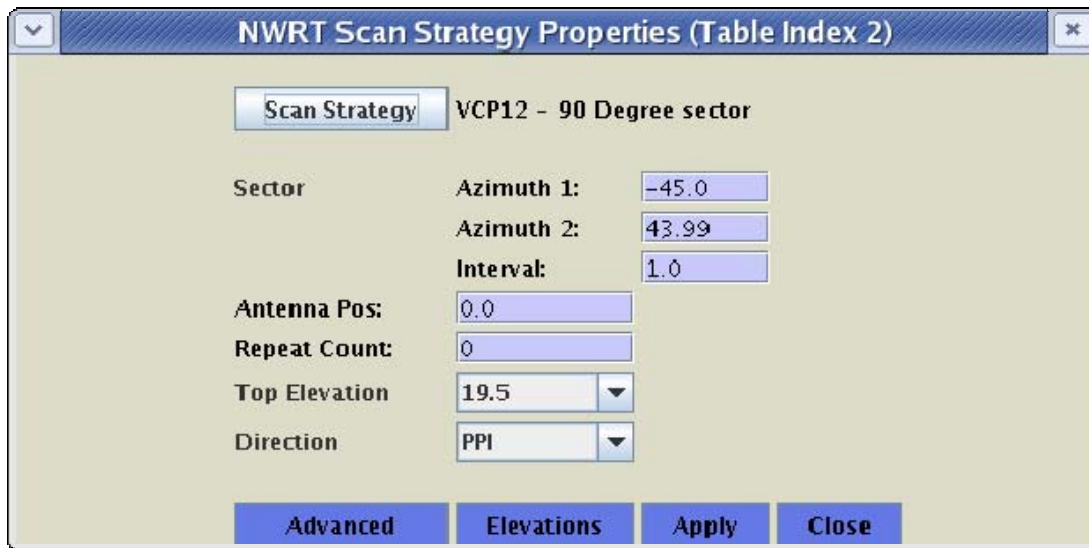 NWRT Scan Strategy Properties (Table Index 2)
Scan Strategy VCP12 - 90 Degree sector
Sector Azimuth 1: -45.0
Azimuth 2: 43.99
Interval: 1.0
Antenna Pos: 0.0
Repeat Count: 0
Top Elevation 19.5
Direction PPI
Advanced Elevations Apply Close